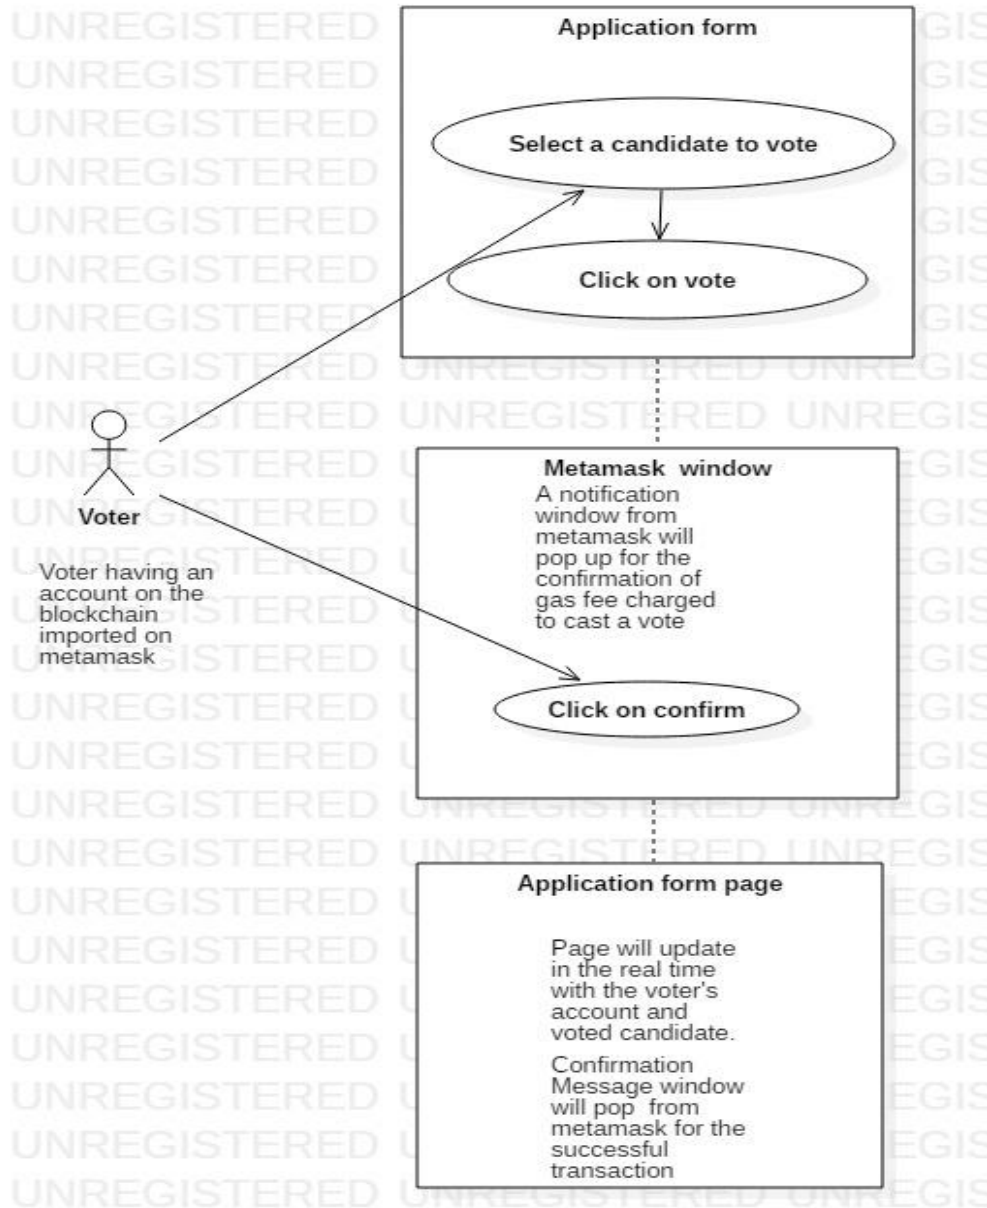 Application form
Select a candidate to vote
Click on vote
Voter
Voter having an
account on the
blockchain
imported on
metamask
Metamask  window
A notification
window from
metamask will
pop up for the
confirmation of
gas fee charged
to cast a vote
Click on confirm
Application form page
Page will update
in the real time
with the voter's
account and
voted candidate.
Confirmation
Message window
will pop  from
metamask for the
successful
transaction
UNREGISTERED